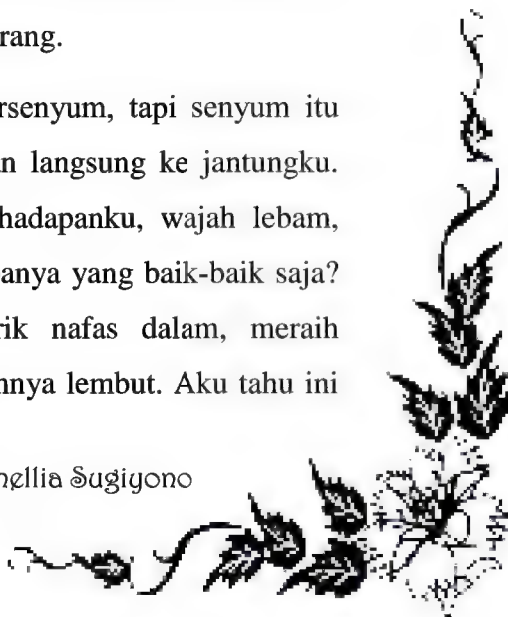 rang.
rsenyum, tapi senyum itu
n langsung ke jantungku.
hadapanku, wajah lebam,
anya yang baik-baik saja?
rik nafas dalam, meraih
nnya lembut. Aku tahu ini
nellia Sugiyono